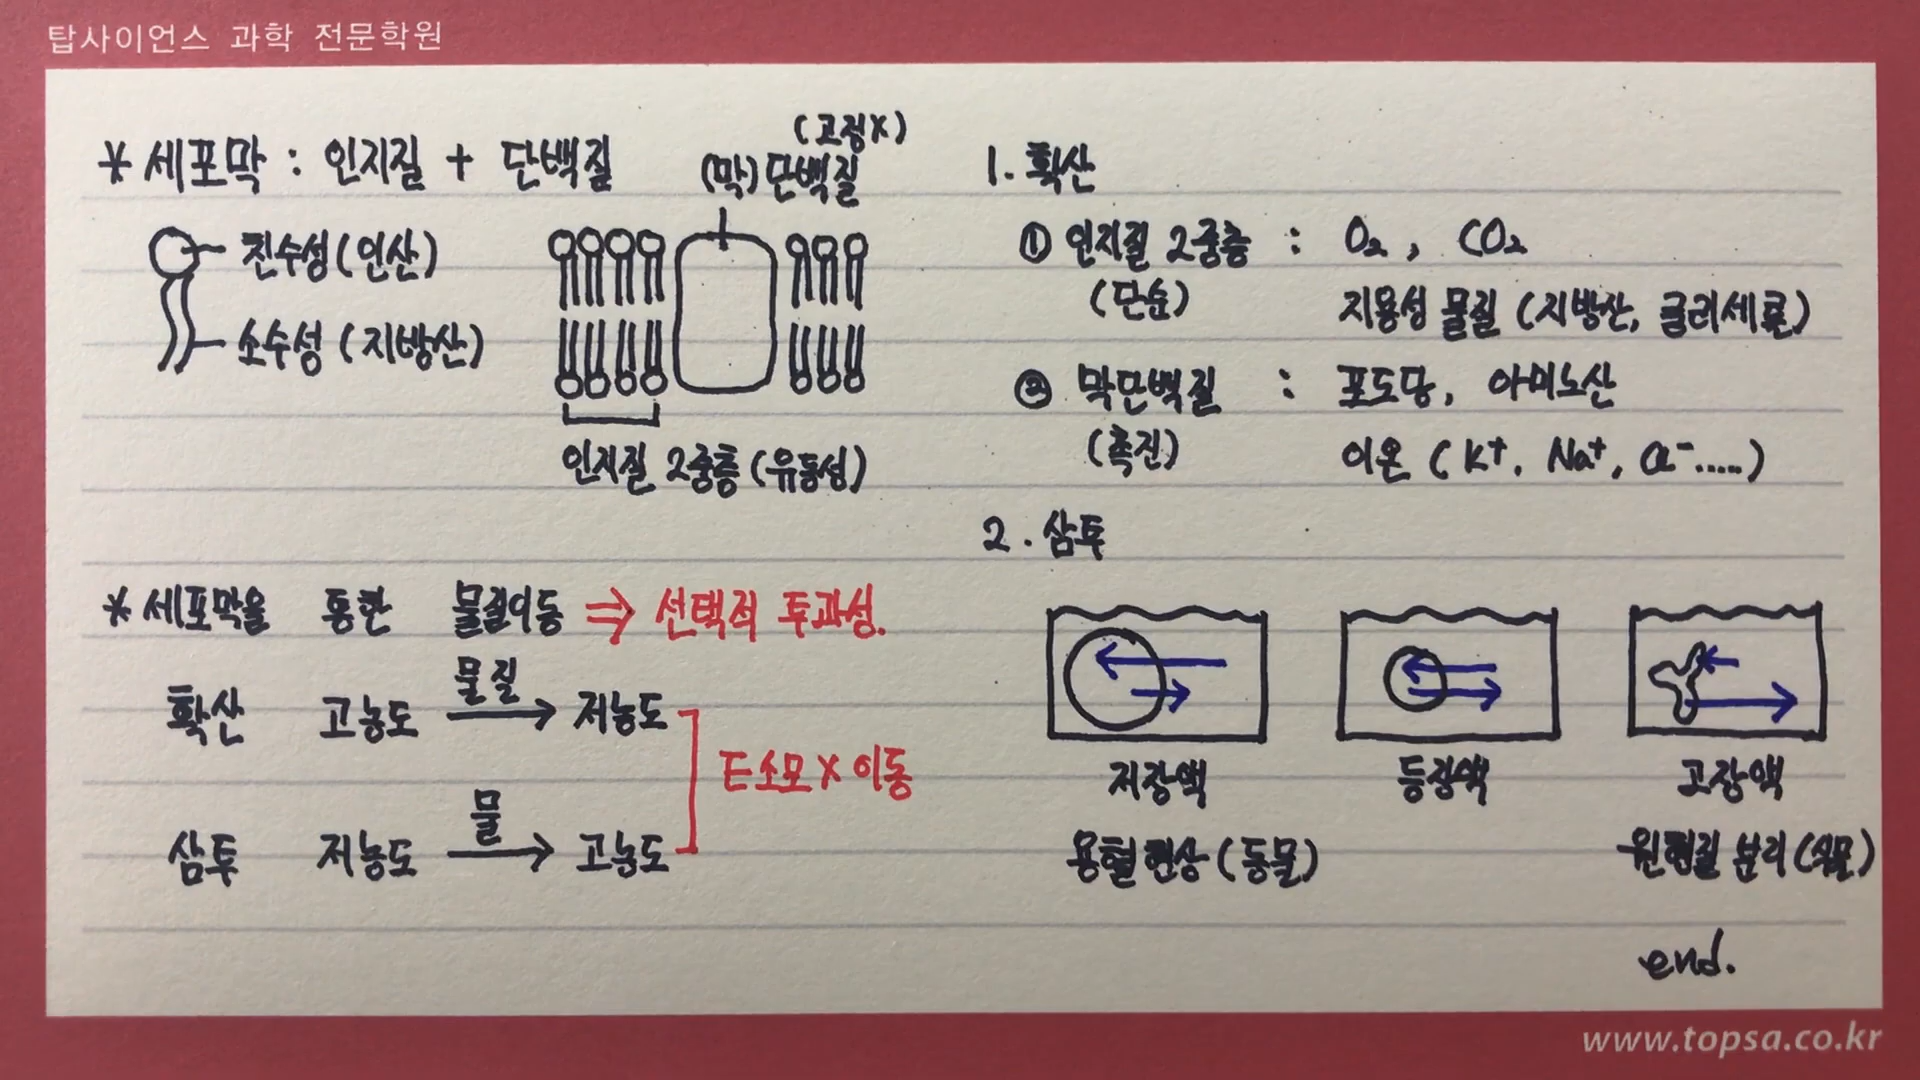 탑사이언스 과학 전문학원
* 세포막 : 인지질 + 단백질
(고정X)
(막)단백질
친수성(인산)
소수성 (지방산)
인지질 2중층 (유동성)
* 세포막을 통한 물질이동 ⇒ 선택적 투과성.
확산 고농도 물질 → 저농도
E소모 X 이동
삼투 저농도 물 → 고농도
1. 확산
① 인지질 2중층 : O₂ , CO₂
(단순) 지용성 물질 (지방산, 글리세롤)
② 막단백질 : 포도당, 아미노산
(촉진) 이온 ( K⁺, Na⁺, Cl⁻.....)
2. 삼투
저장액 등장액 고장액
용혈현상 (동물) 원형질 분리 (식물)
end.
www.topsa.co.kr